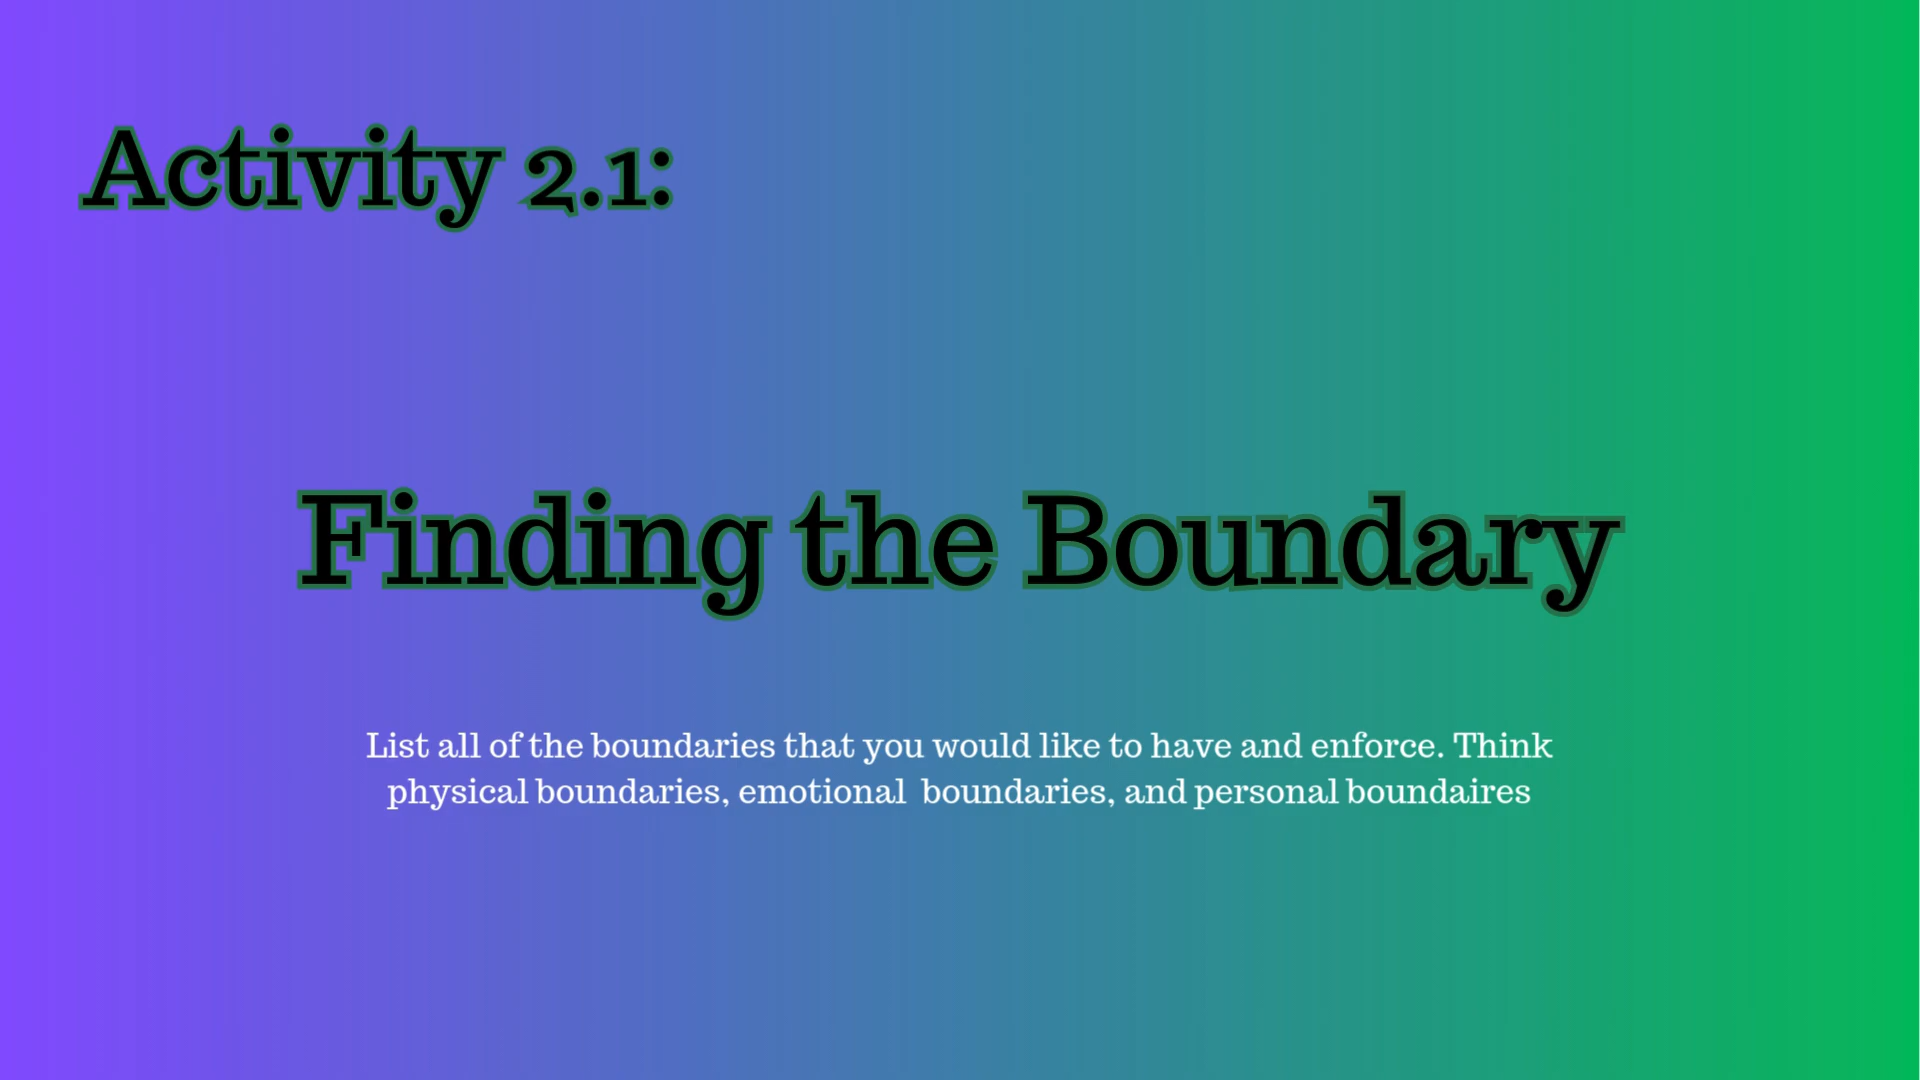 Activity 2.1:
Finding the Boundary
List all of the boundaries that you would like to have and enforce. Think
physical boundaries, emotional  boundaries, and personal boundaires